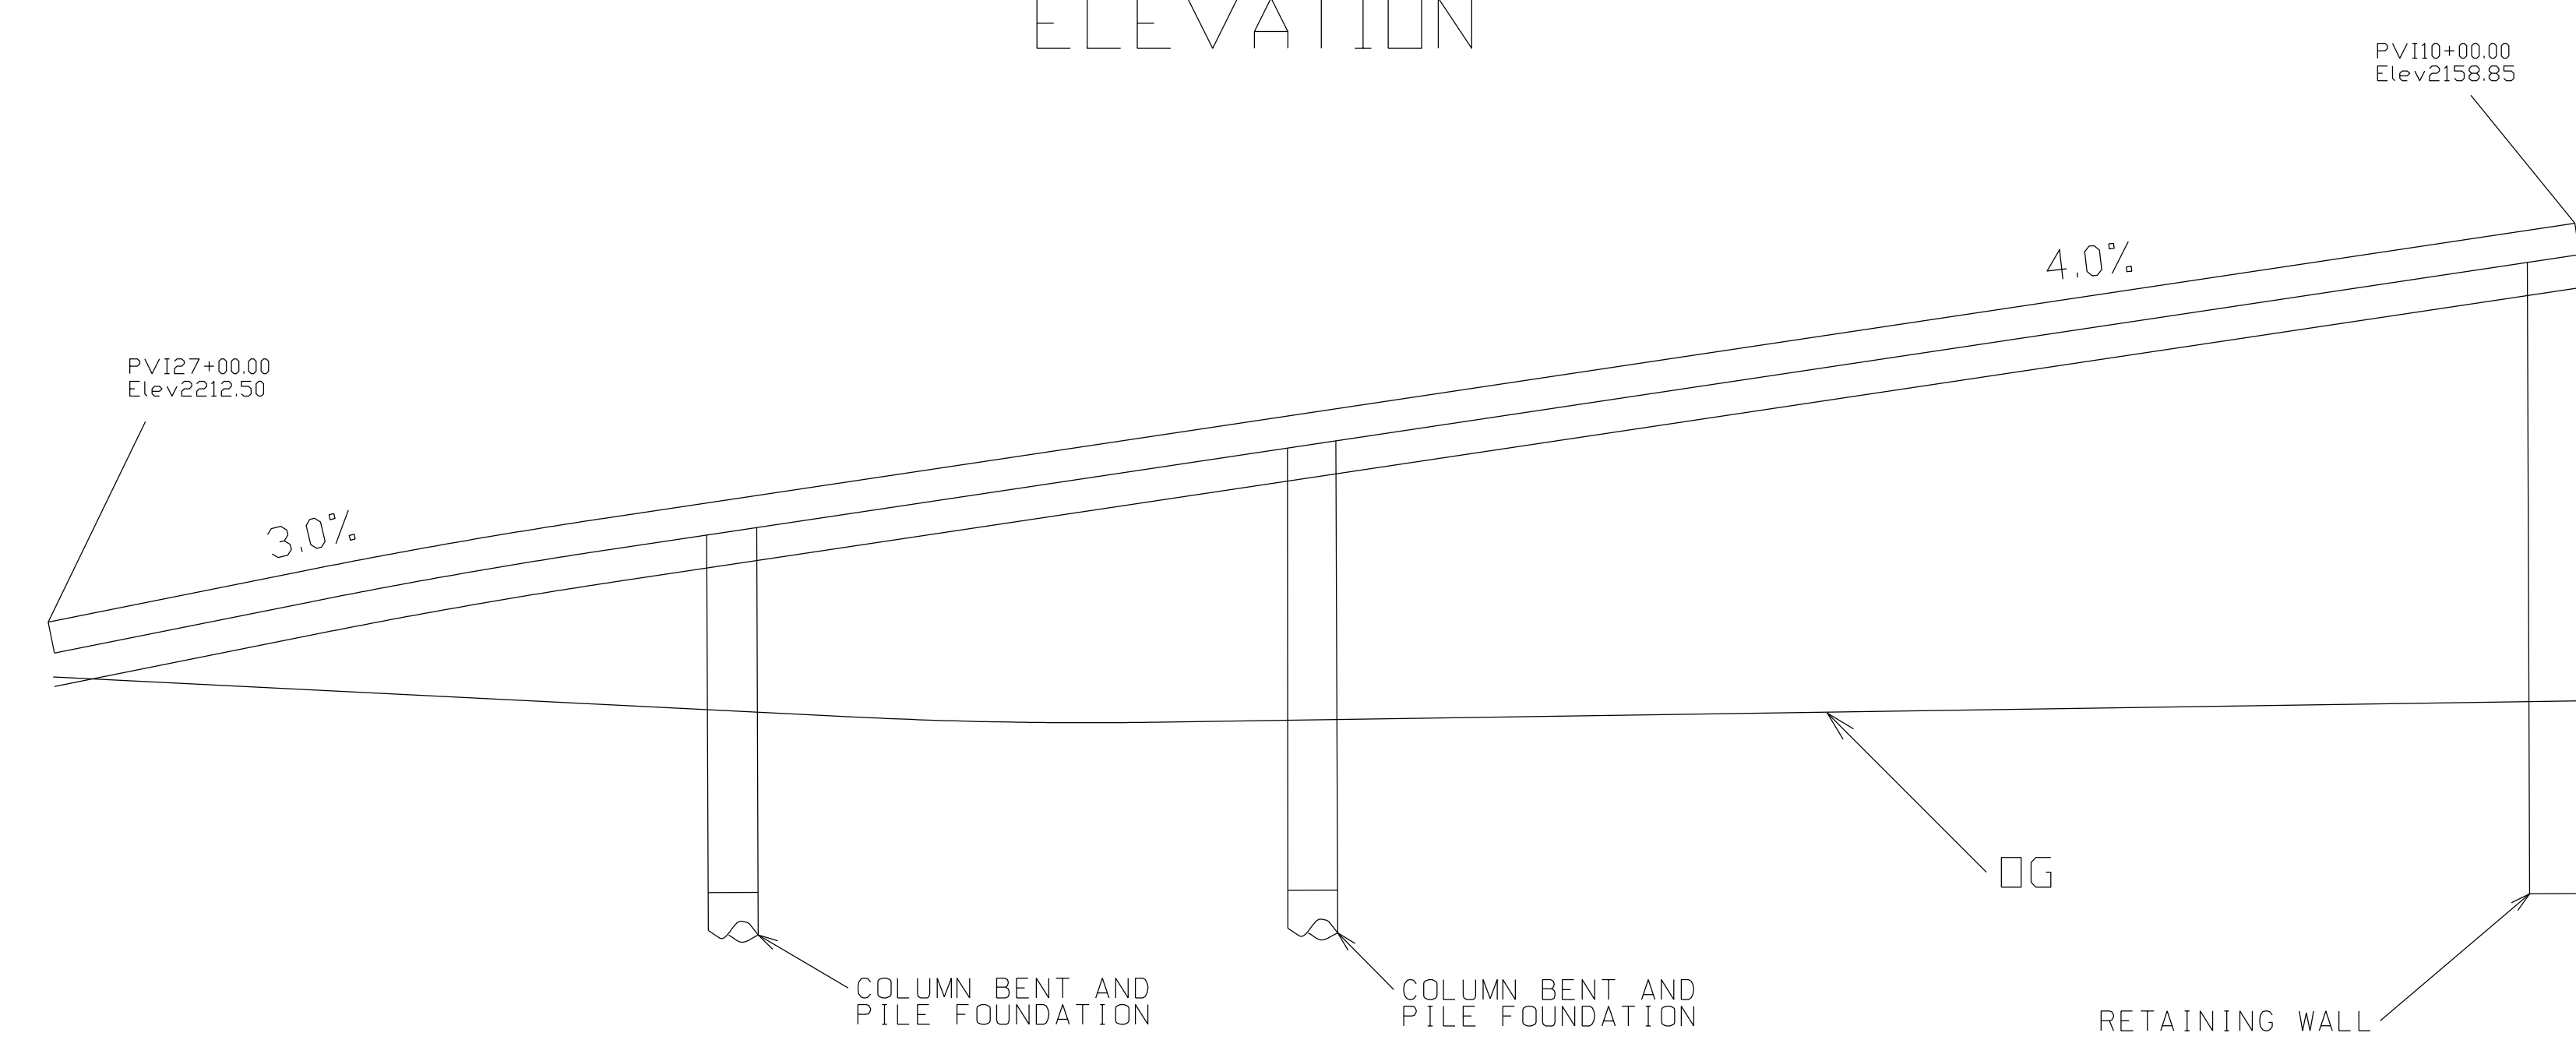 ELEVATION
PVI10+00.00
Elev2158.85
4.0%
PVI27+00.00
Elev2212.50
3.0%
OG
COLUMN BENT AND
PILE FOUNDATION
COLUMN BENT AND
PILE FOUNDATION
RETAINING WALL